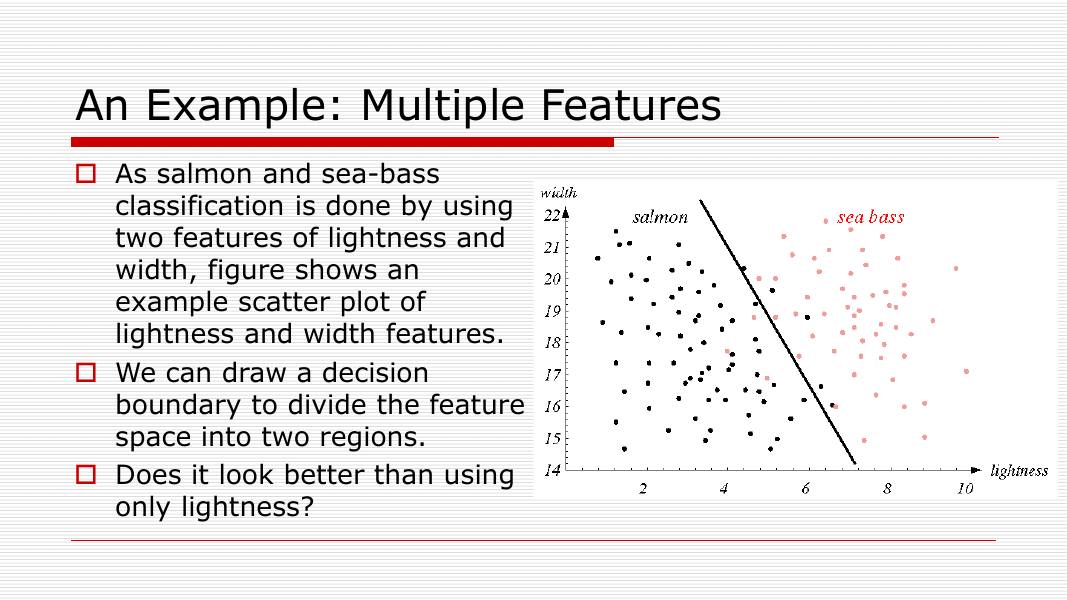 An Example: Multiple Features
As salmon and sea-bass
classification is done by using
two features of lightness and
width, figure shows an
example scatter plot of
lightness and width features.
We can draw a decision
boundary to divide the feature
space into two regions.
Does it look better than using
only lightness?
width
salmon
sea bass
22
21
20
19
18
17
16
15
14
lightness
2 4 6 8 10